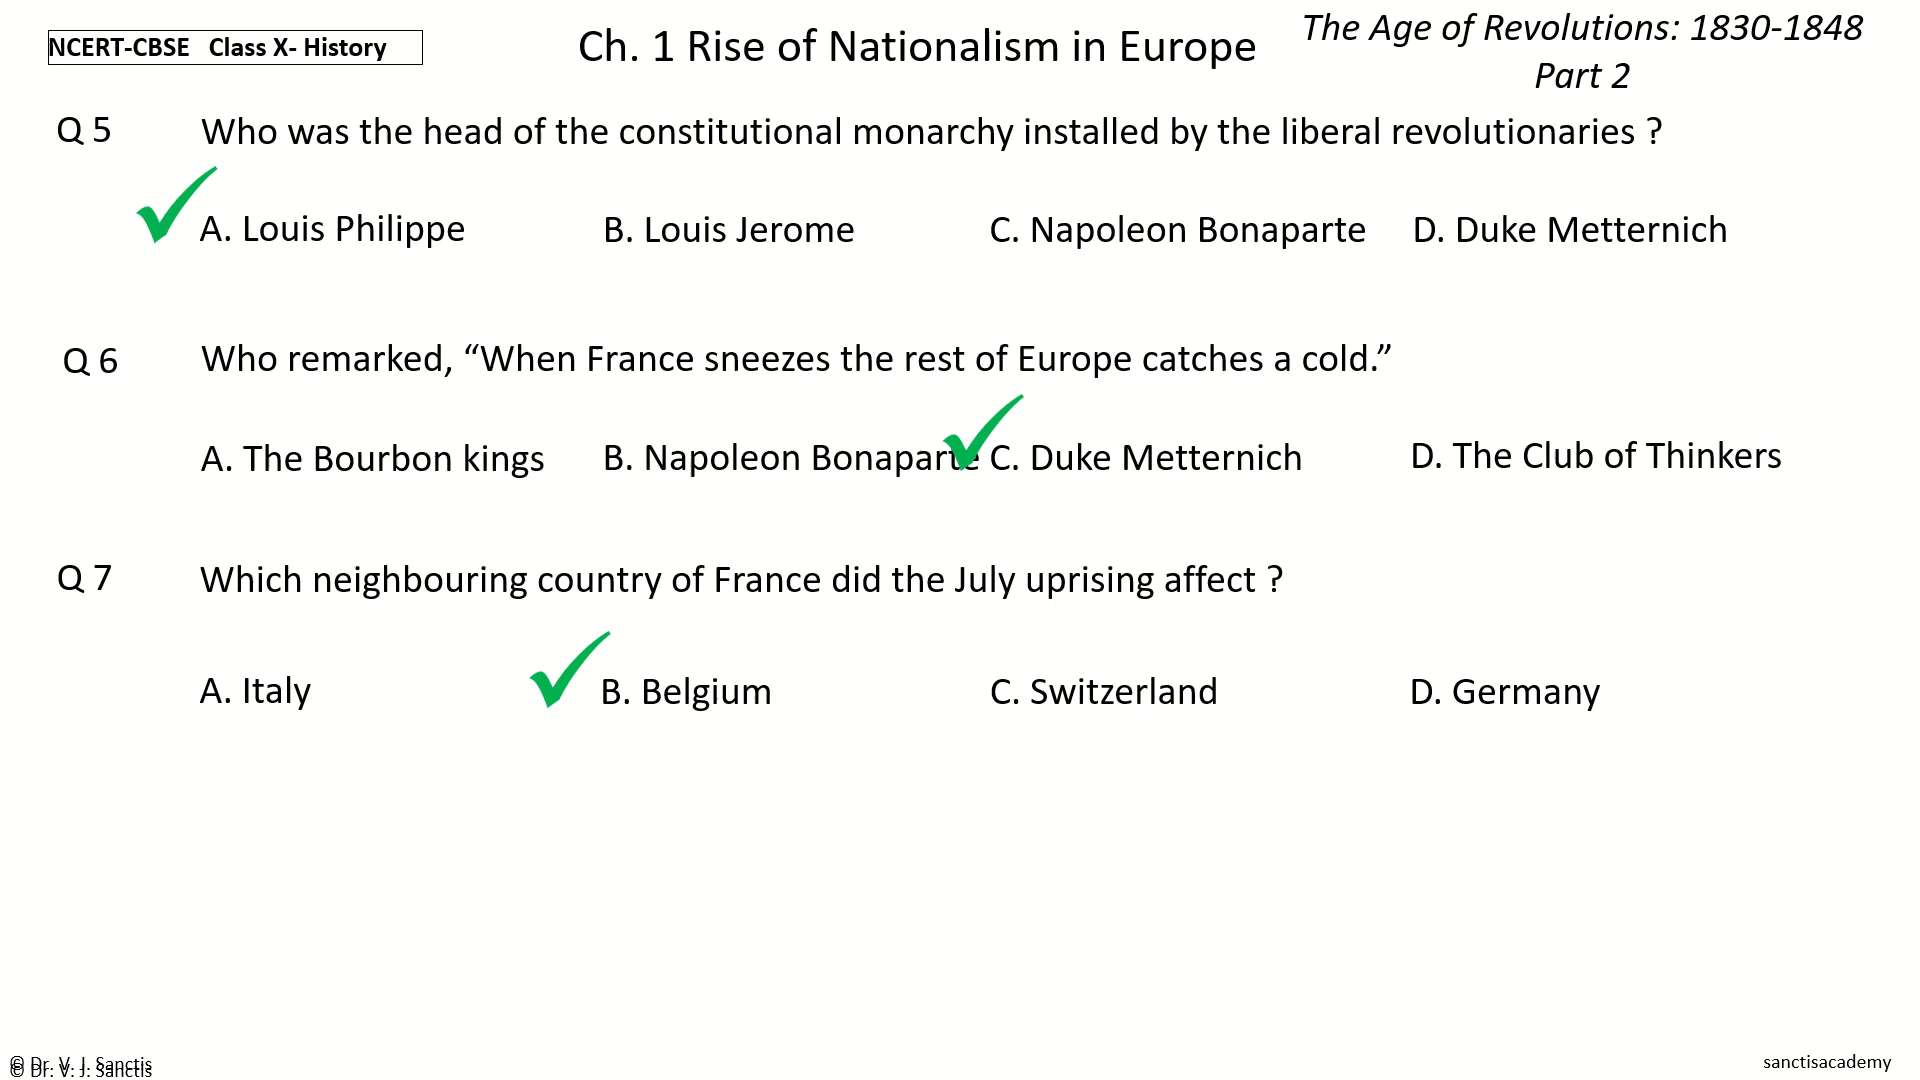 NCERT-CBSE Class X- History
Ch. 1 Rise of Nationalism in Europe
The Age of Revolutions: 1830-1848
Part 2
Q 5 Who was the head of the constitutional monarchy installed by the liberal revolutionaries ?
A. Louis Philippe B. Louis Jerome C. Napoleon Bonaparte D. Duke Metternich
Q 6 Who remarked, “When France sneezes the rest of Europe catches a cold.”
A. The Bourbon kings B. Napoleon Bonaparte C. Duke Metternich D. The Club of Thinkers
Q 7 Which neighbouring country of France did the July uprising affect ?
A. Italy B. Belgium C. Switzerland D. Germany
© Dr. V. J. Sanctis
© Dr. V. J. Sanctis
sanctisacademy